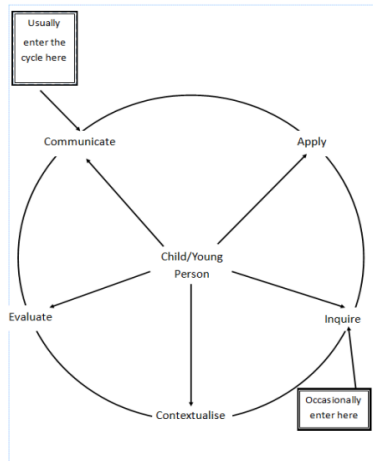 Usually
enter the
cycle here
Communicate
Apply
Child/Young
Person
Evaluate
Inquire
Contextualise
Occasionally
enter here